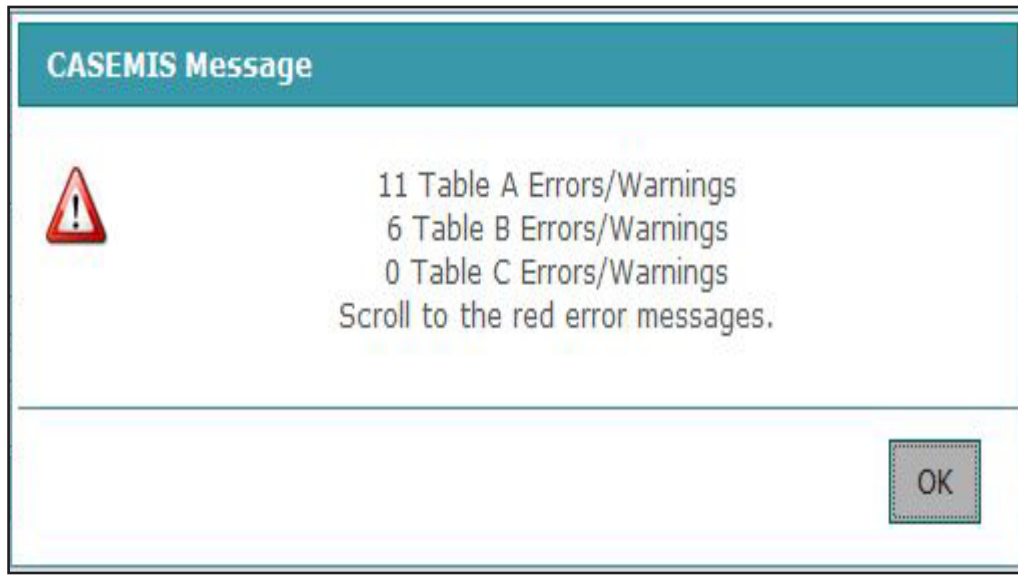 CASEMIS Message
11 Table A Errors/Warnings
6 Table B Errors/Warnings
0 Table C Errors/Warnings
Scroll to the red error messages.
OK